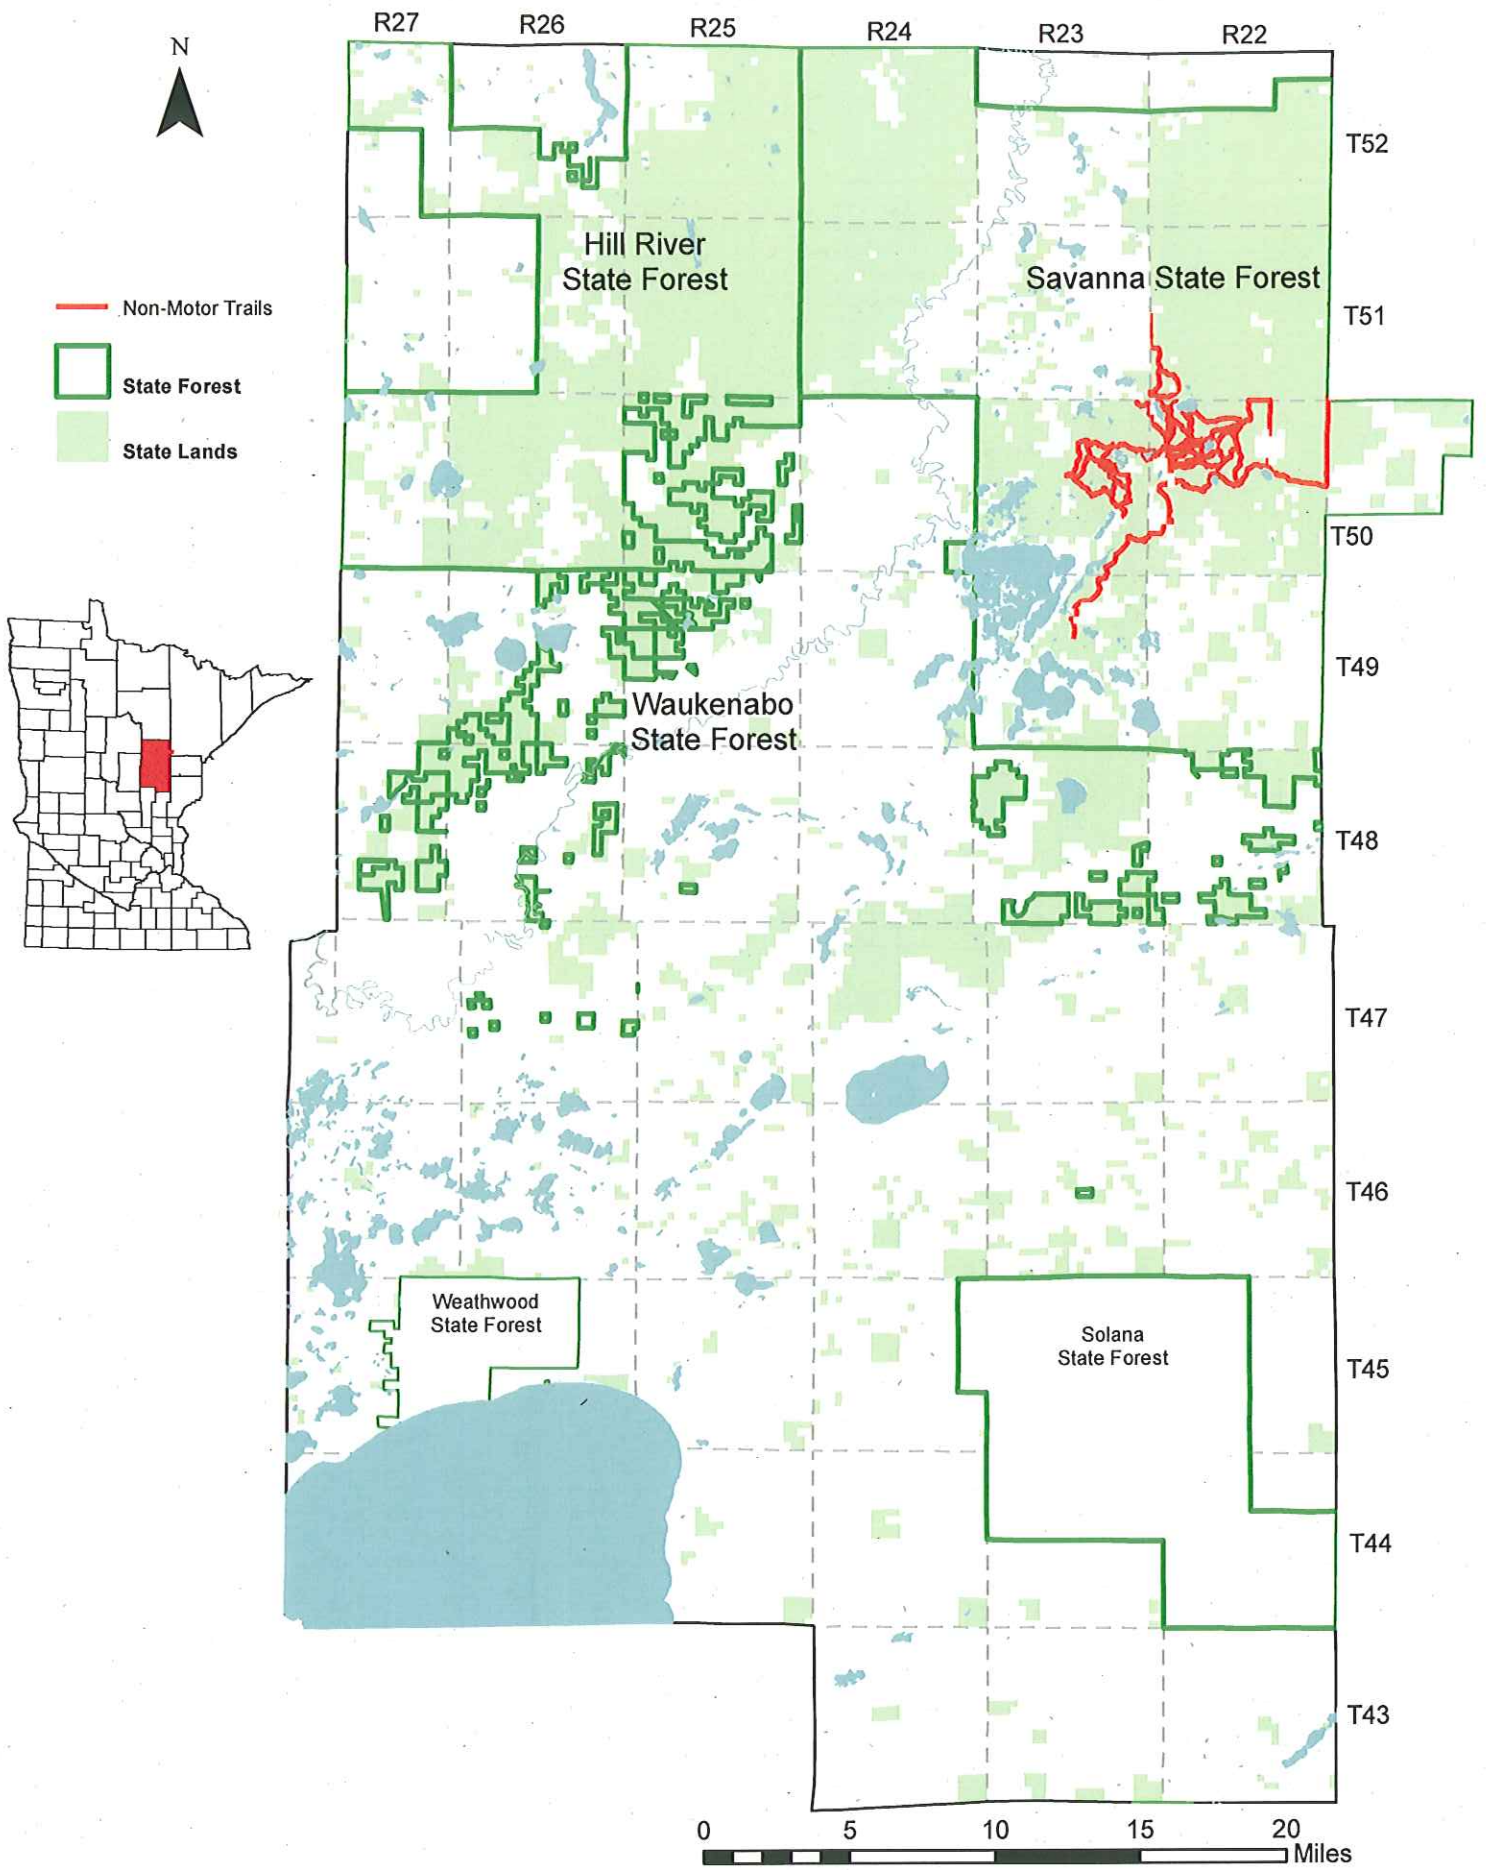 R27 R26 R25 R24 R23 R22
N
T52
Hill River
State Forest
Savanna State Forest
Non-Motor Trails
T51
State Forest
State Lands
T50
T49
Waukenabo
State Forest
T48
T47
T46
Weathwood
State Forest
Solana
State Forest
T45
T44
T43
0 5 10 15 20
Miles